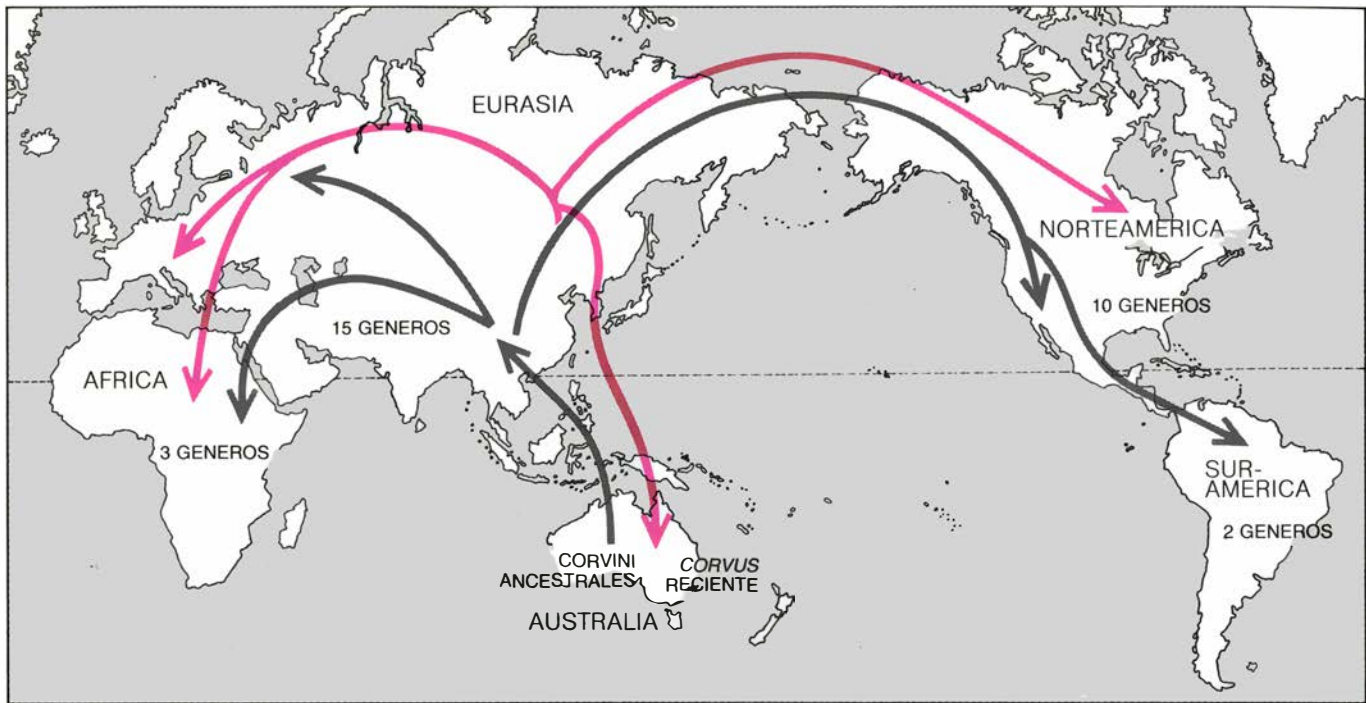 EURASIA
NORTEAMERICA
10 GENEROS
15 GENEROS
AFRICA
3 GENEROS
SUR-
AMERICA
2 GENEROS
CORVINI
ANCESTRALES
CORVUS
RECIENTE
AUSTRALIA